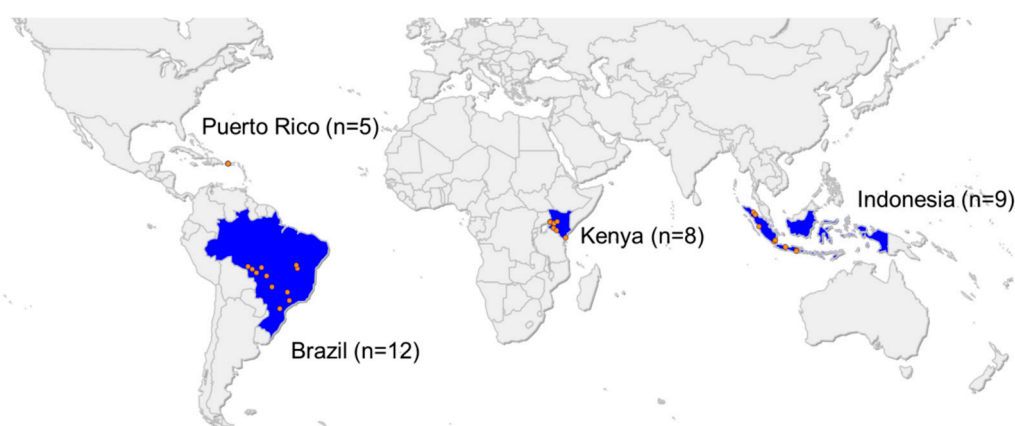 Puerto Rico (n=5)
Indonesia (n=9)
Kenya (n=8)
Brazil (n=12)